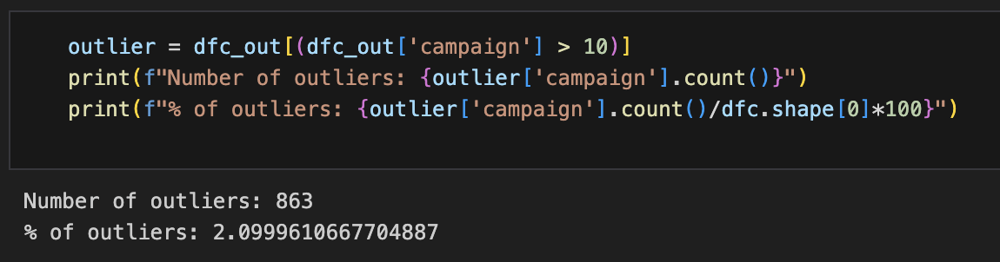 outlier = dfc_out[(dfc_out['campaign'] > 10)]
print(f"Number of outliers: {outlier['campaign'].count()}")
print(f"% of outliers: {outlier['campaign'].count()/dfc.shape[0]*100}")
Number of outliers: 863
% of outliers: 2.0999610667704887